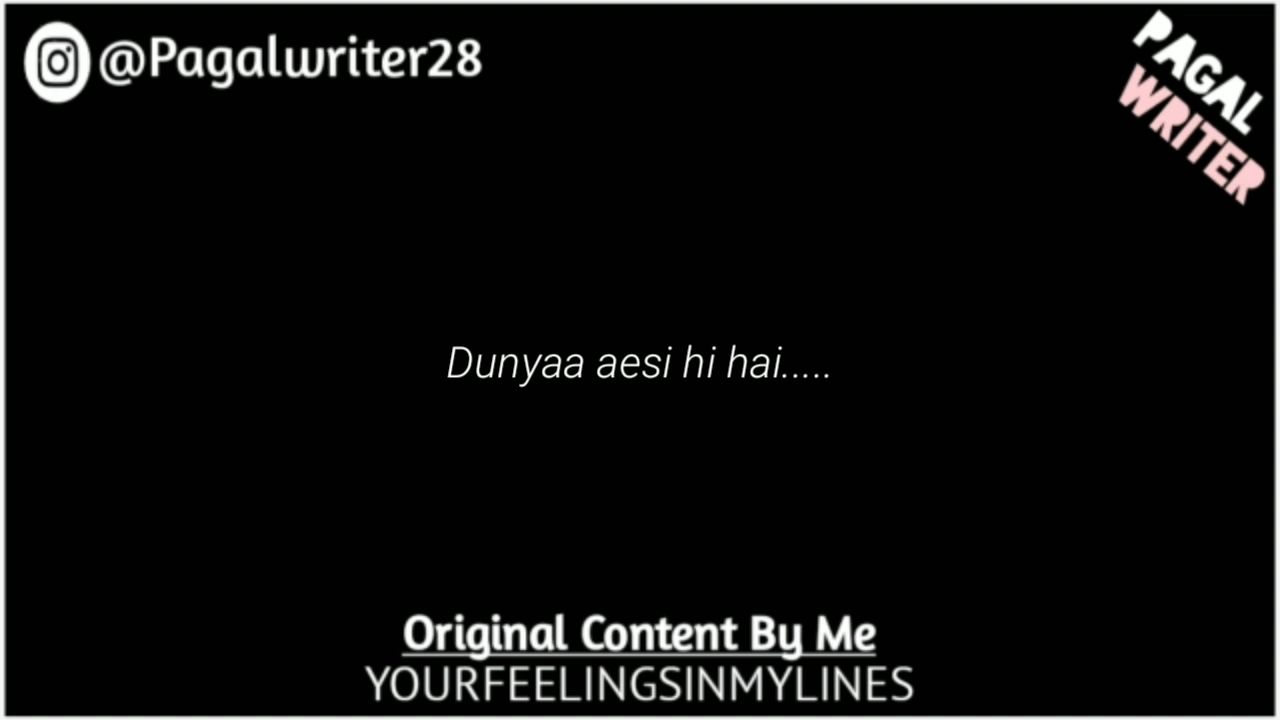 @Pagalwriter28
PAGAL
WRITER
Dunyaa aesi hi hai.....
Original Content By Me
YOURFEELINGSINMYLINES